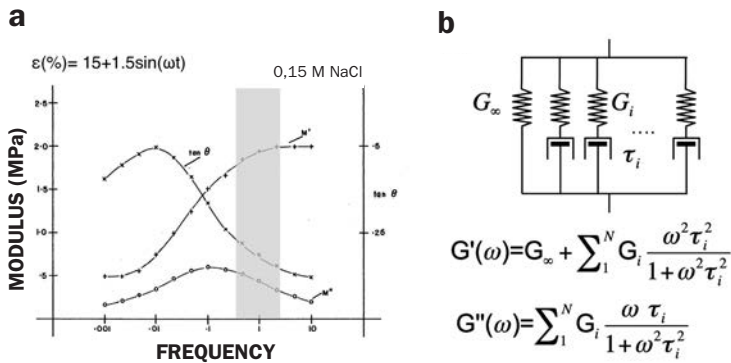 a
ε(%)= 15+1.5sin(ωt)
0,15 M NaCl
MODULUS (MPa)
2·5
2·0
1·5
1·0
·5
tan θ
M'
M"
·5
tan θ
·25
·001
·01
·1
1
10
FREQUENCY
b
G∞
Gi
....
τi
G'(ω)=G∞ + ∑₁ᴺ Gi ω²τi² / 1+ω²τi²
G"(ω)=∑₁ᴺ Gi ω τi / 1+ω²τi²